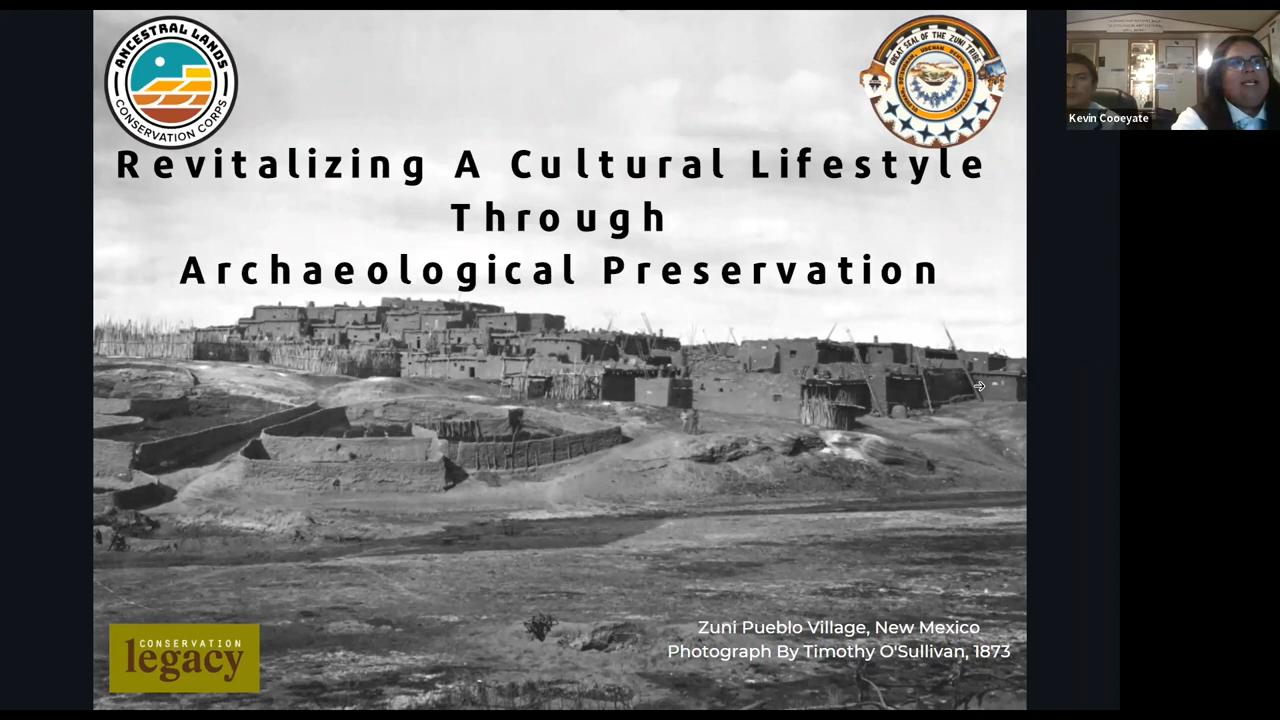 ANCESTRAL LANDS
CONSERVATION CORPS
GREAT SEAL OF THE ZUNI TRIBE
Kevin Cooeyate
Revitalizing A Cultural Lifestyle
Through
Archaeological Preservation
CONSERVATION
legacy
Zuni Pueblo Village, New Mexico
Photograph By Timothy O'Sullivan, 1873